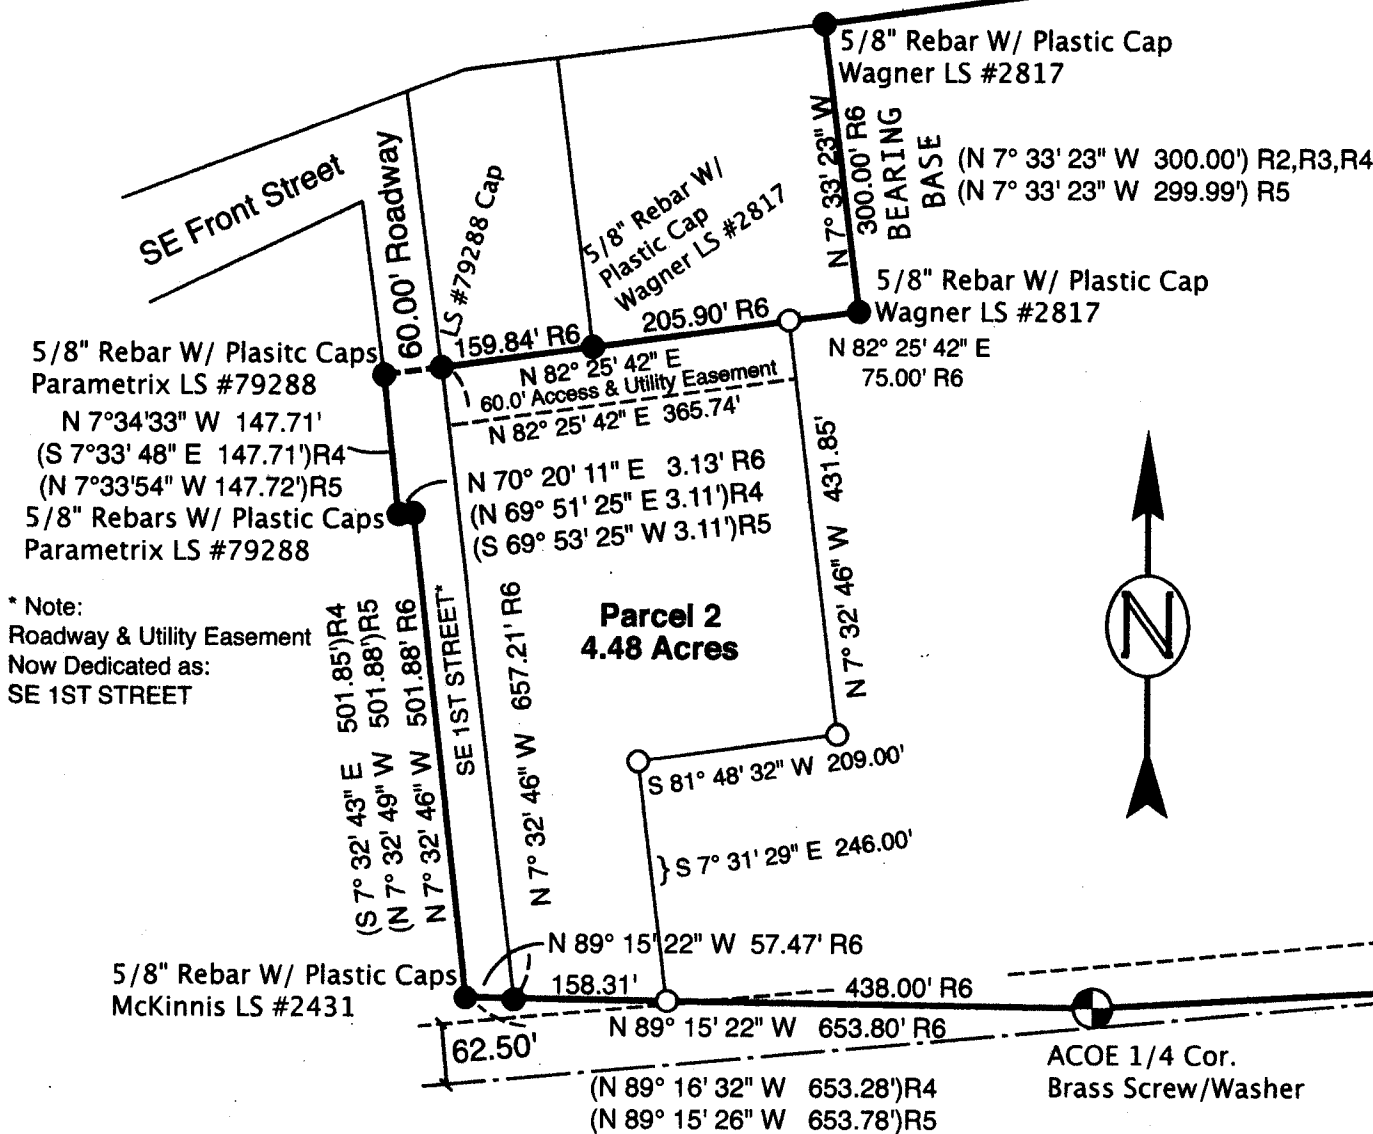 5/8" Rebar W/ Plastic Cap
Wagner LS #2817
N 7° 33' 23" W
300.00' R6
BEARING
BASE
(N 7° 33' 23" W 300.00') R2,R3,R4
(N 7° 33' 23" W 299.99') R5
SE Front Street
60.00' Roadway
LS #79288 Cap
5/8" Rebar W/
Plastic Cap
Wagner LS #2817
5/8" Rebar W/ Plastic Cap
Wagner LS #2817
159.84' R6
205.90' R6
N 82° 25' 42" E
N 82° 25' 42" E
75.00' R6
60.0' Access & Utility Easement
N 82° 25' 42" E 365.74'
5/8" Rebar W/ Plasitc Caps
Parametrix LS #79288
N 7°34'33" W 147.71'
(S 7°33' 48" E 147.71')R4
(N 7°33'54" W 147.72')R5
5/8" Rebars W/ Plastic Caps
Parametrix LS #79288
N 70° 20' 11" E 3.13' R6
(N 69° 51' 25" E 3.11')R4
(S 69° 53' 25" W 3.11')R5
N 7° 32' 46" W 431.85'
* Note:
Roadway & Utility Easement
Now Dedicated as:
SE 1ST STREET
(S 7° 32' 43" E 501.85')R4
(N 7° 32' 49" W 501.88')R5
N 7° 32' 46" W 501.88' R6
SE 1ST STREET*
N 7° 32' 46" W 657.21' R6
Parcel 2
4.48 Acres
N
S 81° 48' 32" W 209.00'
} S 7° 31' 29" E 246.00'
N 89° 15' 22" W 57.47' R6
5/8" Rebar W/ Plastic Caps
McKinnis LS #2431
158.31'
438.00' R6
N 89° 15' 22" W 653.80' R6
62.50'
ACOE 1/4 Cor.
Brass Screw/Washer
(N 89° 16' 32" W 653.28')R4
(N 89° 15' 26" W 653.78')R5